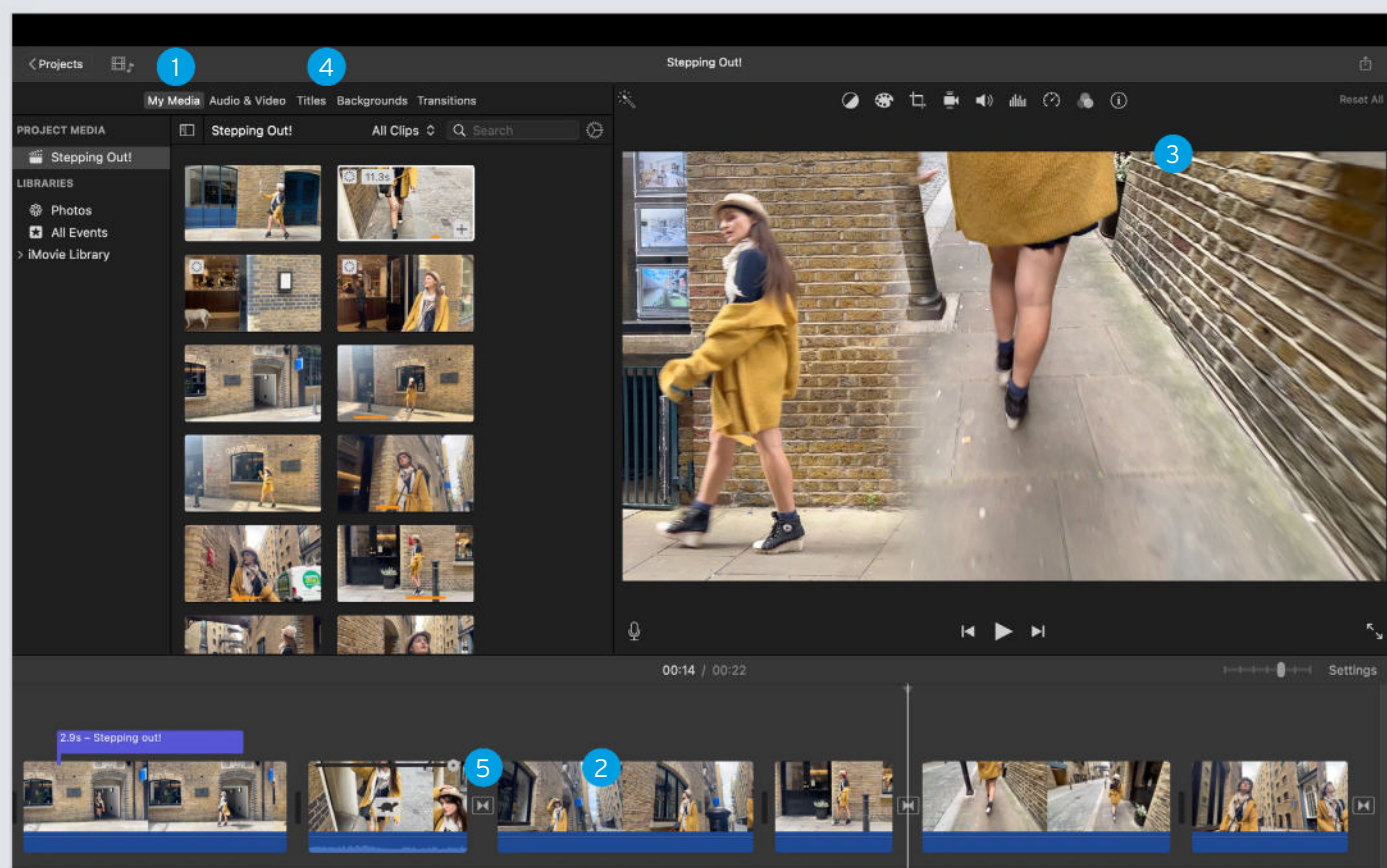 1
4
Projects
Stepping Out!
My Media Audio & Video Titles Backgrounds Transitions
Reset All
PROJECT MEDIA
Stepping Out!
All Clips
Search
3
Stepping Out!
LIBRARIES
11.3s
Photos
All Events
iMovie Library
00:14 / 00:22
Settings
2.9s – Stepping out!
5
2